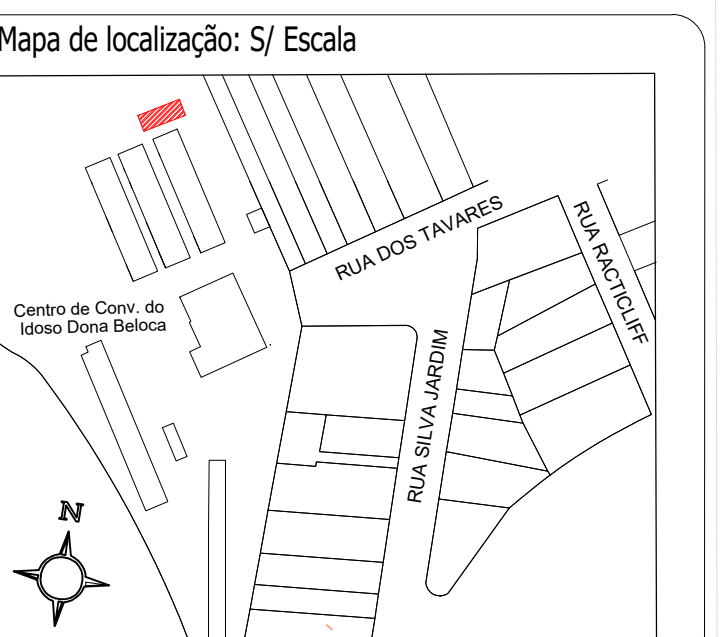 Mapa de localização: S/ Escala
RUA DOS TAVARES
RUA RACTICLIFF
Centro de Conv. do
Idoso Dona Beloca
RUA SILVA JARDIM
N